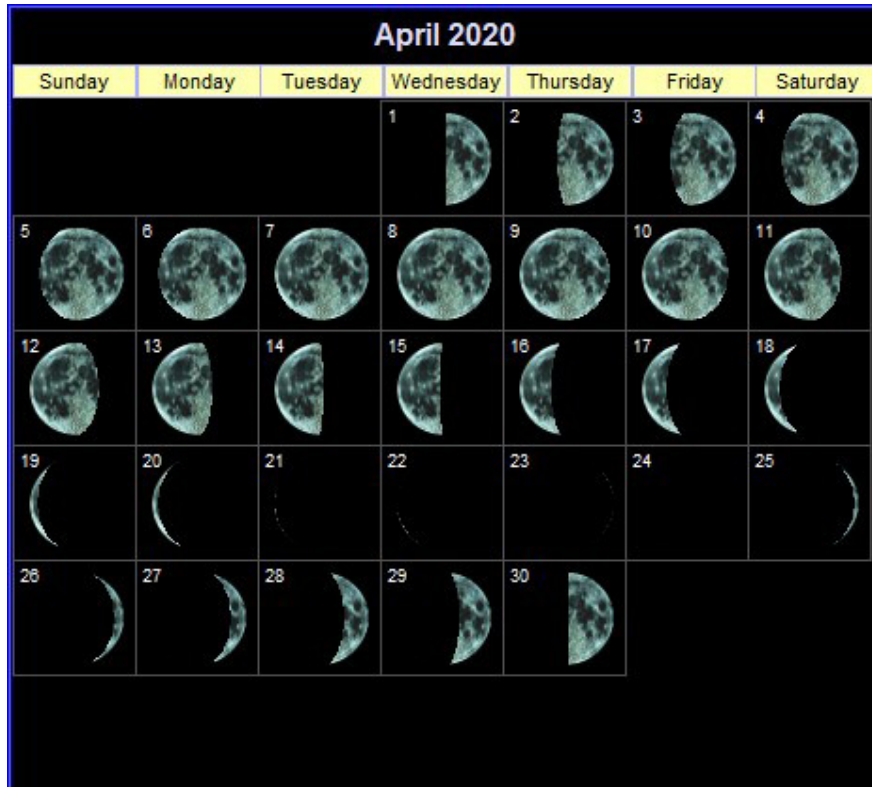 April 2020
Sunday Monday Tuesday Wednesday Thursday Friday Saturday
1 2 3 4
5 6 7 8 9 10 11
12 13 14 15 16 17 18
19 20 21 22 23 24 25
26 27 28 29 30